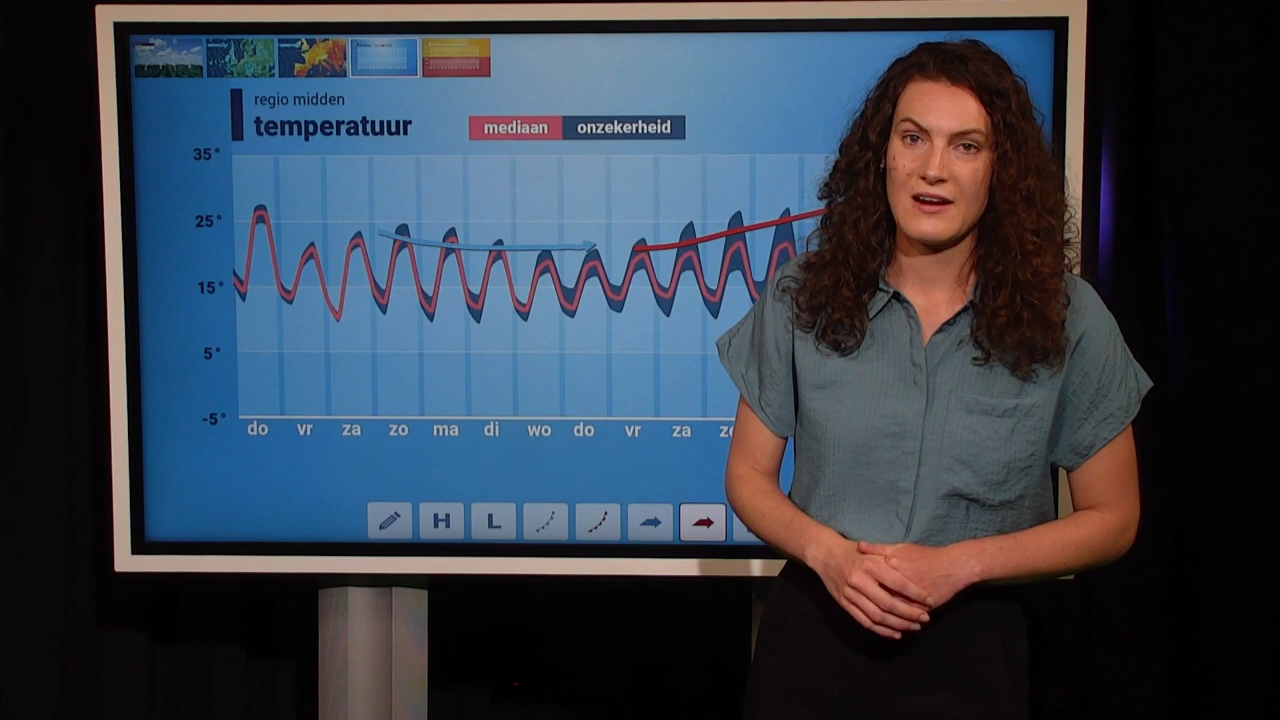 regio midden
temperatuur
mediaan onzekerheid
35°
25°
15°
5°
-5°
do vr za zo ma di wo do vr za
H L